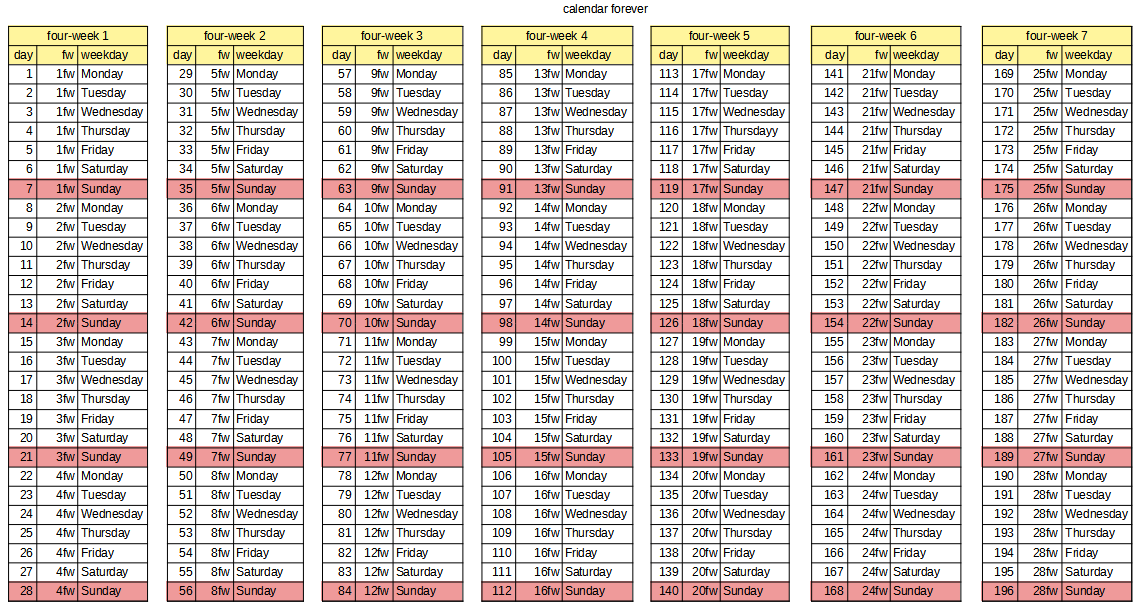 calendar forever
four-week 1 four-week 2 four-week 3 four-week 4 four-week 5 four-week 6 four-week 7
day fw weekday day fw weekday day fw weekday day fw weekday day fw weekday day fw weekday day fw weekday
1 1fw Monday 29 5fw Monday 57 9fw Monday 85 13fw Monday 113 17fw Monday 141 21fw Monday 169 25fw Monday
2 1fw Tuesday 30 5fw Tuesday 58 9fw Tuesday 86 13fw Tuesday 114 17fw Tuesday 142 21fw Tuesday 170 25fw Tuesday
3 1fw Wednesday 31 5fw Wednesday 59 9fw Wednesday 87 13fw Wednesday 115 17fw Wednesday 143 21fw Wednesday 171 25fw Wednesday
4 1fw Thursday 32 5fw Thursday 60 9fw Thursday 88 13fw Thursday 116 17fw Thursdayy 144 21fw Thursday 172 25fw Thursday
5 1fw Friday 33 5fw Friday 61 9fw Friday 89 13fw Friday 117 17fw Friday 145 21fw Friday 173 25fw Friday
6 1fw Saturday 34 5fw Saturday 62 9fw Saturday 90 13fw Saturday 118 17fw Saturday 146 21fw Saturday 174 25fw Saturday
7 1fw Sunday 35 5fw Sunday 63 9fw Sunday 91 13fw Sunday 119 17fw Sunday 147 21fw Sunday 175 25fw Sunday
8 2fw Monday 36 6fw Monday 64 10fw Monday 92 14fw Monday 120 18fw Monday 148 22fw Monday 176 26fw Monday
9 2fw Tuesday 37 6fw Tuesday 65 10fw Tuesday 93 14fw Tuesday 121 18fw Tuesday 149 22fw Tuesday 177 26fw Tuesday
10 2fw Wednesday 38 6fw Wednesday 66 10fw Wednesday 94 14fw Wednesday 122 18fw Wednesday 150 22fw Wednesday 178 26fw Wednesday
11 2fw Thursday 39 6fw Thursday 67 10fw Thursday 95 14fw Thursday 123 18fw Thursday 151 22fw Thursday 179 26fw Thursday
12 2fw Friday 40 6fw Friday 68 10fw Friday 96 14fw Friday 124 18fw Friday 152 22fw Friday 180 26fw Friday
13 2fw Saturday 41 6fw Saturday 69 10fw Saturday 97 14fw Saturday 125 18fw Saturday 153 22fw Saturday 181 26fw Saturday
14 2fw Sunday 42 6fw Sunday 70 10fw Sunday 98 14fw Sunday 126 18fw Sunday 154 22fw Sunday 182 26fw Sunday
15 3fw Monday 43 7fw Monday 71 11fw Monday 99 15fw Monday 127 19fw Monday 155 23fw Monday 183 27fw Monday
16 3fw Tuesday 44 7fw Tuesday 72 11fw Tuesday 100 15fw Tuesday 128 19fw Tuesday 156 23fw Tuesday 184 27fw Tuesday
17 3fw Wednesday 45 7fw Wednesday 73 11fw Wednesday 101 15fw Wednesday 129 19fw Wednesday 157 23fw Wednesday 185 27fw Wednesday
18 3fw Thursday 46 7fw Thursday 74 11fw Thursday 102 15fw Thursday 130 19fw Thursday 158 23fw Thursday 186 27fw Thursday
19 3fw Friday 47 7fw Friday 75 11fw Friday 103 15fw Friday 131 19fw Friday 159 23fw Friday 187 27fw Friday
20 3fw Saturday 48 7fw Saturday 76 11fw Saturday 104 15fw Saturday 132 19fw Saturday 160 23fw Saturday 188 27fw Saturday
21 3fw Sunday 49 7fw Sunday 77 11fw Sunday 105 15fw Sunday 133 19fw Sunday 161 23fw Sunday 189 27fw Sunday
22 4fw Monday 50 8fw Monday 78 12fw Monday 106 16fw Monday 134 20fw Monday 162 24fw Monday 190 28fw Monday
23 4fw Tuesday 51 8fw Tuesday 79 12fw Tuesday 107 16fw Tuesday 135 20fw Tuesday 163 24fw Tuesday 191 28fw Tuesday
24 4fw Wednesday 52 8fw Wednesday 80 12fw Wednesday 108 16fw Wednesday 136 20fw Wednesday 164 24fw Wednesday 192 28fw Wednesday
25 4fw Thursday 53 8fw Thursday 81 12fw Thursday 109 16fw Thursday 137 20fw Thursday 165 24fw Thursday 193 28fw Thursday
26 4fw Friday 54 8fw Friday 82 12fw Friday 110 16fw Friday 138 20fw Friday 166 24fw Friday 194 28fw Friday
27 4fw Saturday 55 8fw Saturday 83 12fw Saturday 111 16fw Saturday 139 20fw Saturday 167 24fw Saturday 195 28fw Saturday
28 4fw Sunday 56 8fw Sunday 84 12fw Sunday 112 16fw Sunday 140 20fw Sunday 168 24fw Sunday 196 28fw Sunday